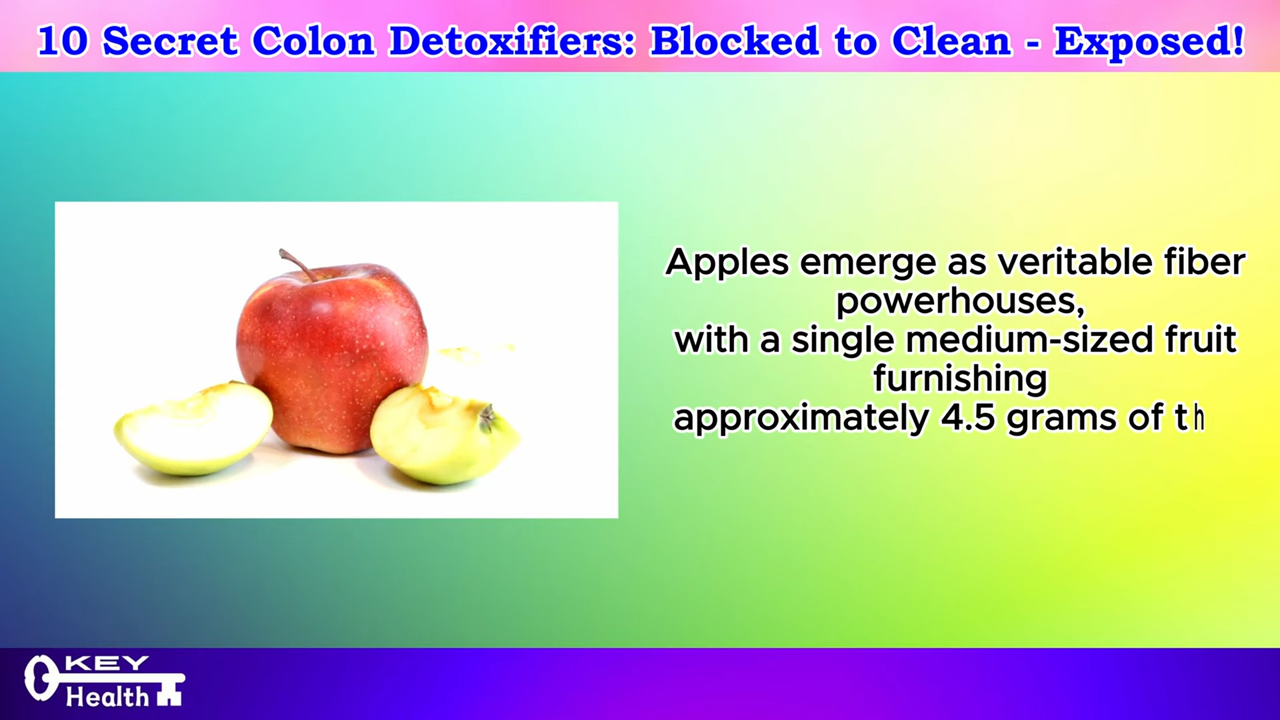 10 Secret Colon Detoxifiers: Blocked to Clean - Exposed!
Apples emerge as veritable fiber
powerhouses,
with a single medium-sized fruit
furnishing
approximately 4.5 grams of th
KEY
Health